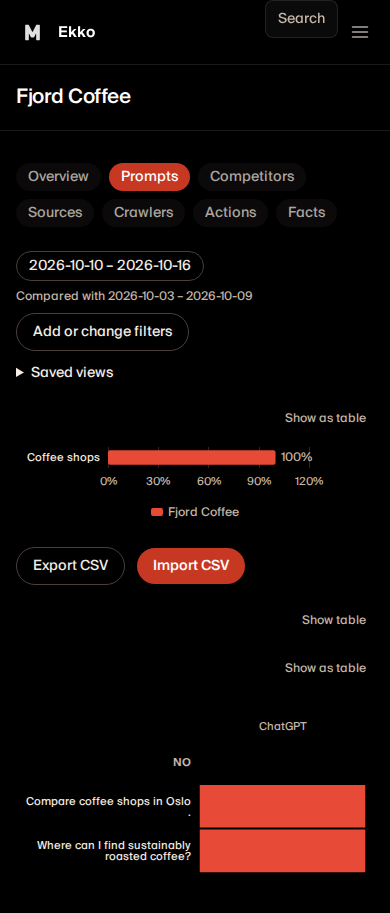 Search
Ekko
Fjord Coffee
Overview Prompts Competitors
Sources Crawlers Actions Facts
2026-10-10 – 2026-10-16
Compared with 2026-10-03 – 2026-10-09
Add or change filters
Saved views
Show as table
Coffee shops 100%
0% 30% 60% 90% 120%
Fjord Coffee
Export CSV Import CSV
Show table
Show as table
ChatGPT
NO
Compare coffee shops in Oslo
.
Where can I find sustainably
roasted coffee?